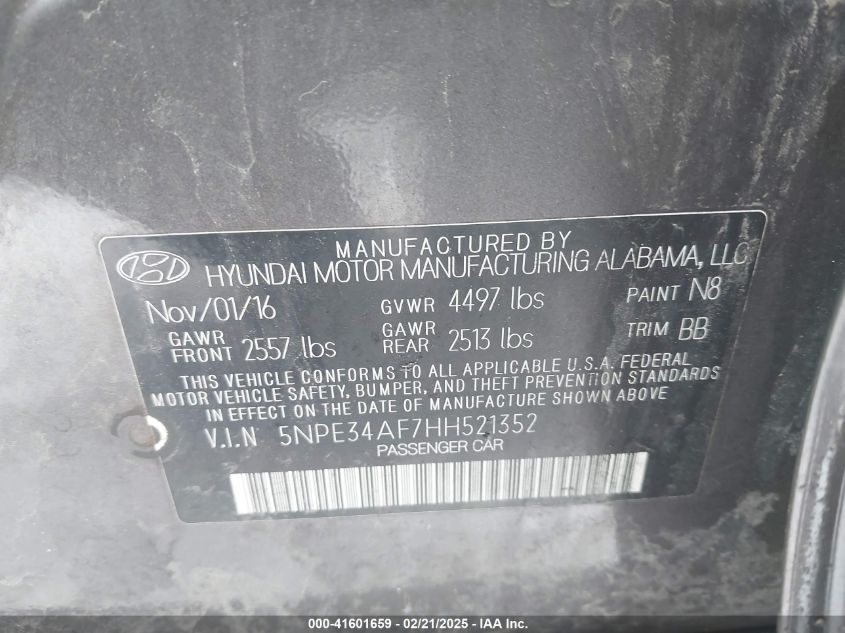 MANUFACTURED BY
HYUNDAI MOTOR MANUFACTURING ALABAMA, LLC
Nov/01/16 GVWR 4497 lbs PAINT N8
GAWR FRONT 2557 lbs GAWR REAR 2513 lbs TRIM BB
THIS VEHICLE CONFORMS TO ALL APPLICABLE U.S.A. FEDERAL
MOTOR VEHICLE SAFETY, BUMPER, AND THEFT PREVENTION STANDARDS
IN EFFECT ON THE DATE OF MANUFACTURE SHOWN ABOVE
V.I.N 5NPE34AF7HH521352
PASSENGER CAR
000-41601659 - 02/21/2025 - IAA Inc.